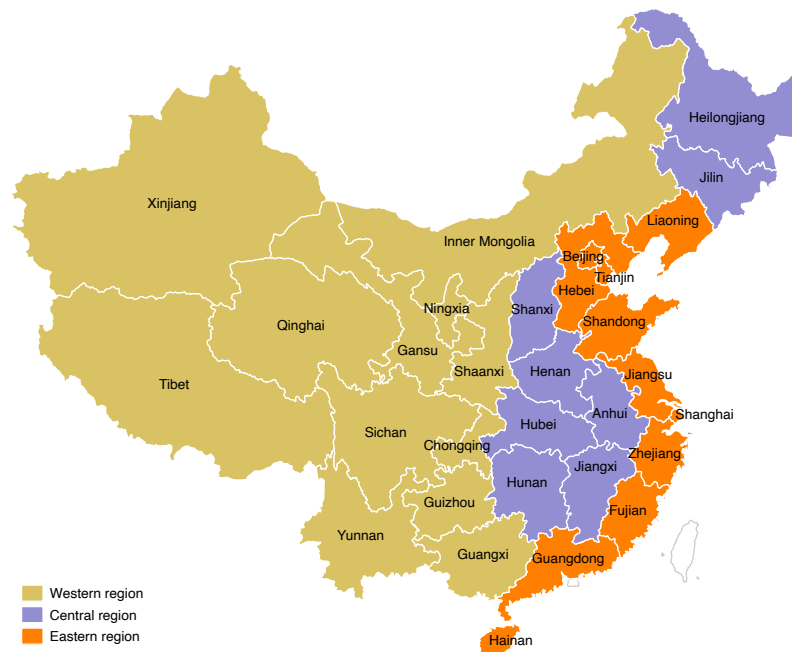 Heilongjiang
Jilin
Xinjiang
Liaoning
Inner Mongolia
Beijing
Tianjin
Hebei
Ningxia
Shanxi
Shandong
Qinghai
Gansu
Shaanxi
Henan
Jiangsu
Tibet
Anhui
Shanghai
Hubei
Sichan
Chongqing
Zhejiang
Jiangxi
Hunan
Guizhou
Fujian
Yunnan
Guangxi
Guangdong
Western region
Central region
Eastern region
Hainan